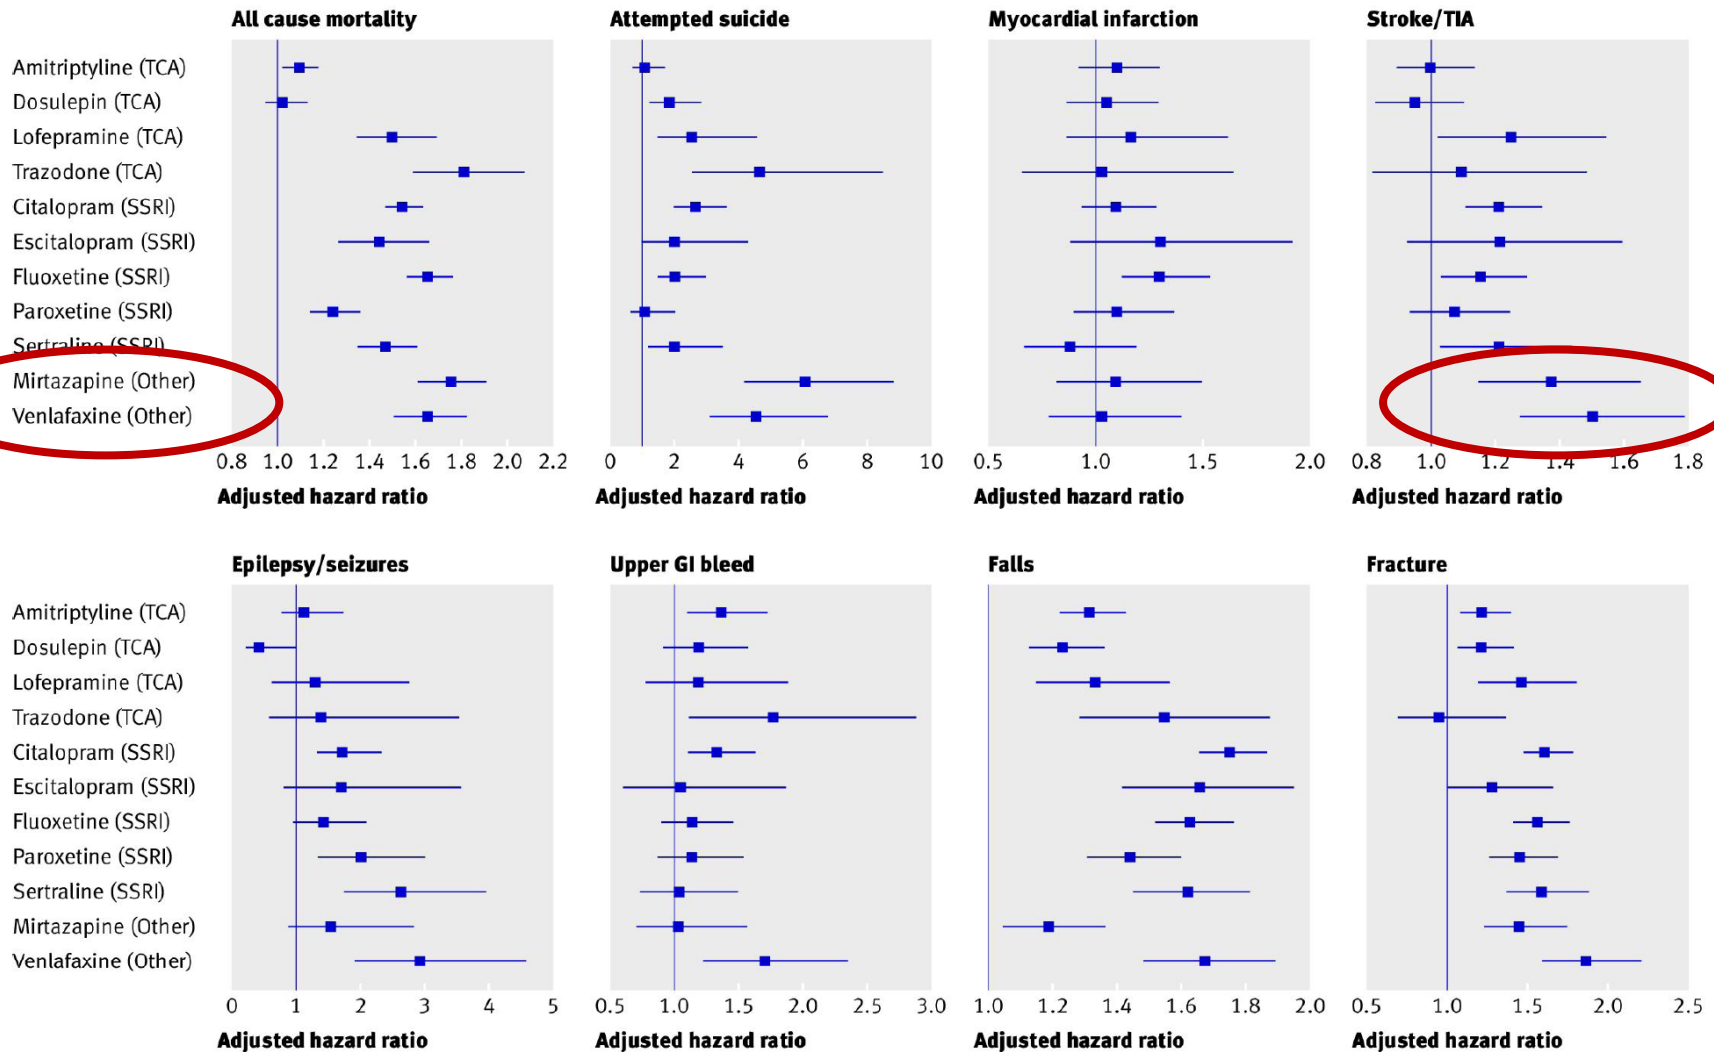 All cause mortality
Attempted suicide
Myocardial infarction
Stroke/TIA
Amitriptyline (TCA)
Dosulepin (TCA)
Lofepramine (TCA)
Trazodone (TCA)
Citalopram (SSRI)
Escitalopram (SSRI)
Fluoxetine (SSRI)
Paroxetine (SSRI)
Sertraline (SSRI)
Mirtazapine (Other)
Venlafaxine (Other)
0.8 1.0 1.2 1.4 1.6 1.8 2.0 2.2
0 2 4 6 8 10
0.5 1.0 1.5 2.0
0.8 1.0 1.2 1.4 1.6 1.8
Adjusted hazard ratio
Adjusted hazard ratio
Adjusted hazard ratio
Adjusted hazard ratio
Epilepsy/seizures
Upper GI bleed
Falls
Fracture
Amitriptyline (TCA)
Dosulepin (TCA)
Lofepramine (TCA)
Trazodone (TCA)
Citalopram (SSRI)
Escitalopram (SSRI)
Fluoxetine (SSRI)
Paroxetine (SSRI)
Sertraline (SSRI)
Mirtazapine (Other)
Venlafaxine (Other)
0 1 2 3 4 5
0.5 1.0 1.5 2.0 2.5 3.0
1.0 1.2 1.4 1.6 1.8 2.0
0.5 1.0 1.5 2.0 2.5
Adjusted hazard ratio
Adjusted hazard ratio
Adjusted hazard ratio
Adjusted hazard ratio